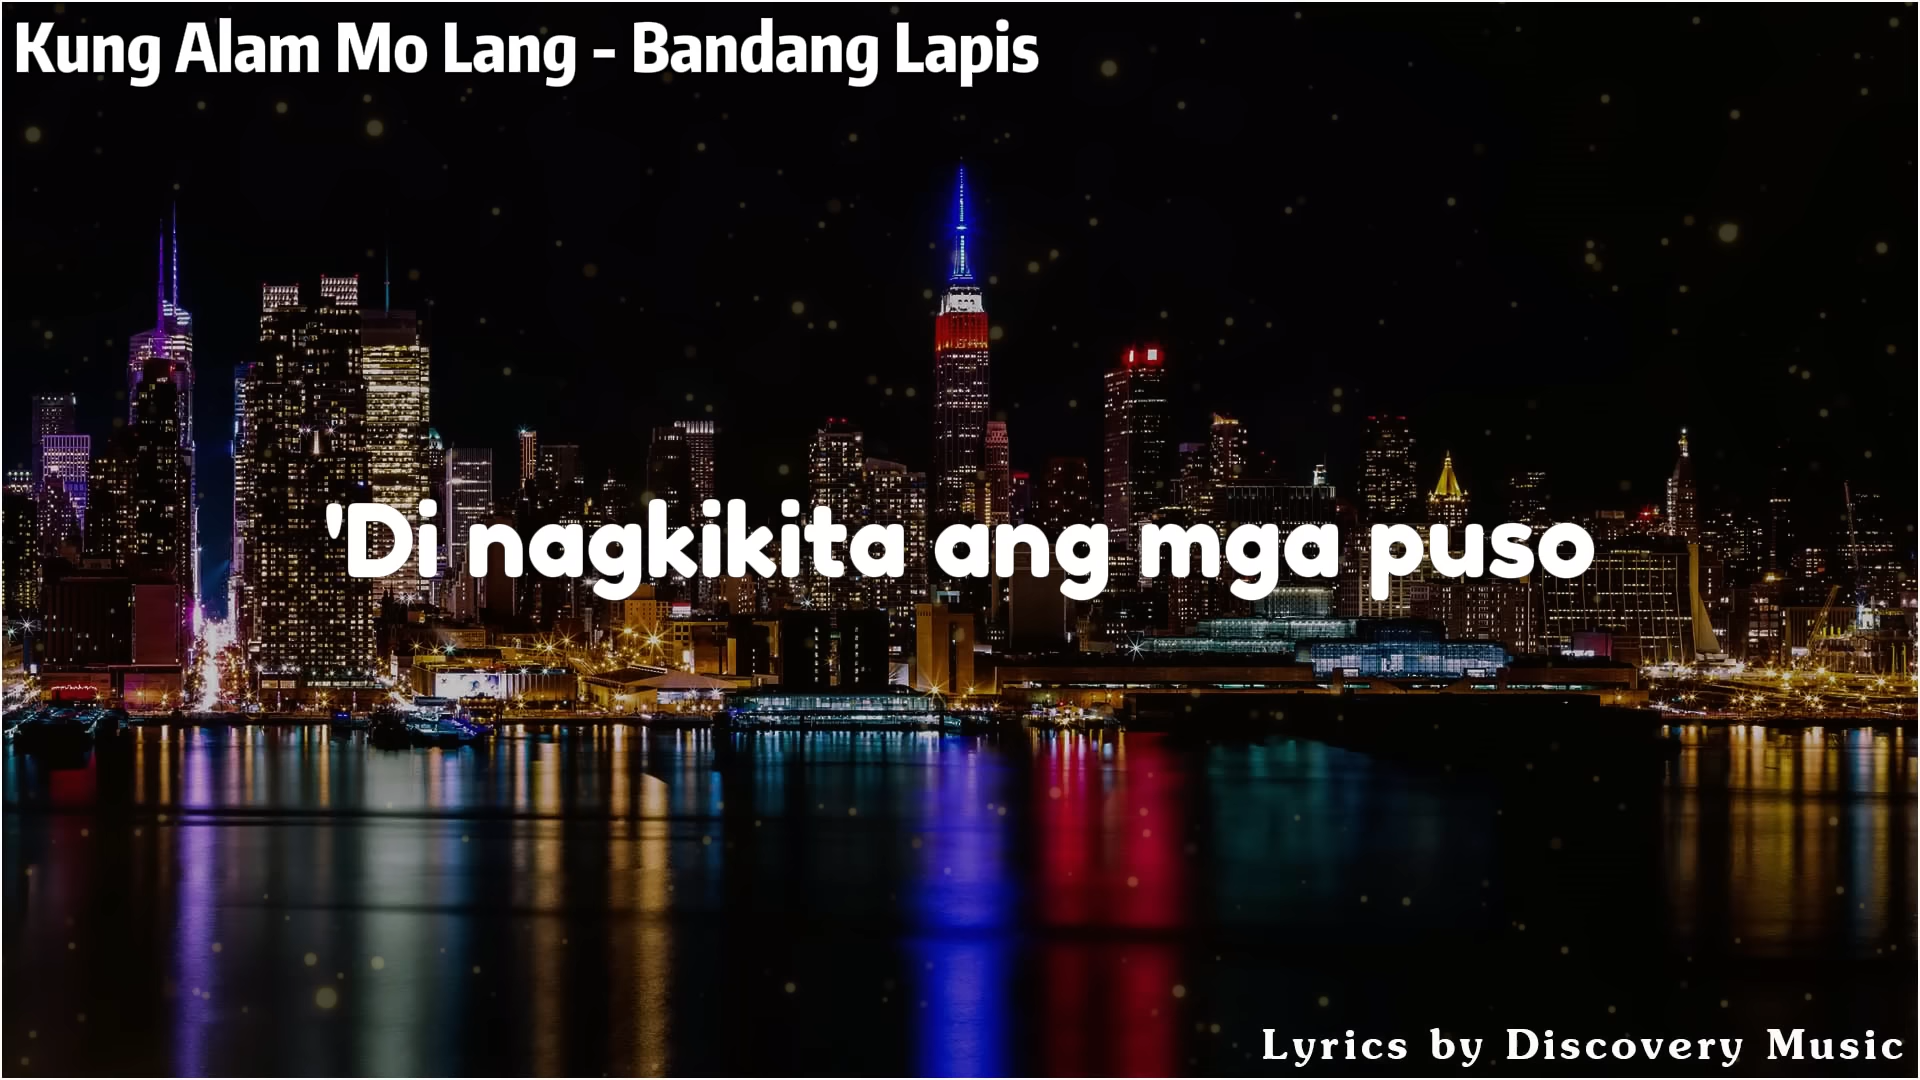 Kung Alam Mo Lang - Bandang Lapis
'Di nagkikita ang mga puso
Lyrics by Discovery Music